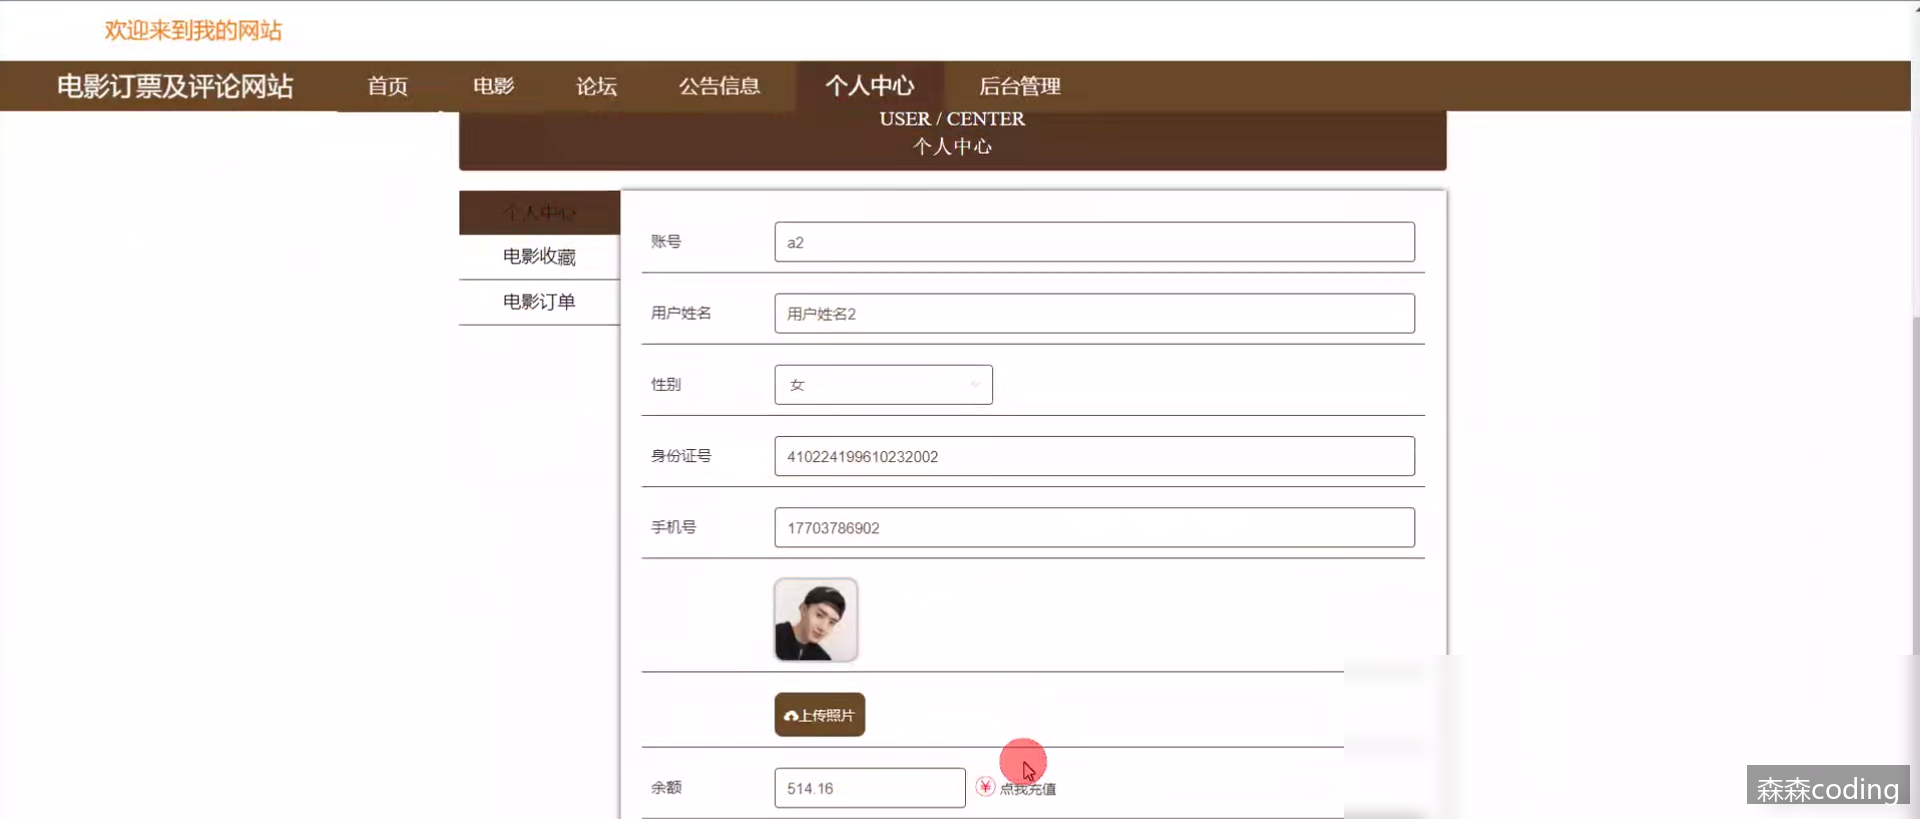 欢迎来到我的网站
电影订票及评论网站 首页 电影 论坛 公告信息 个人中心 后台管理
USER / CENTER
个人中心
个人中心
电影收藏
电影订单
账号 a2
用户姓名 用户姓名2
性别 女
身份证号 410224199610232002
手机号 17703786902
上传照片
余额 514.16 点我充值
森森coding